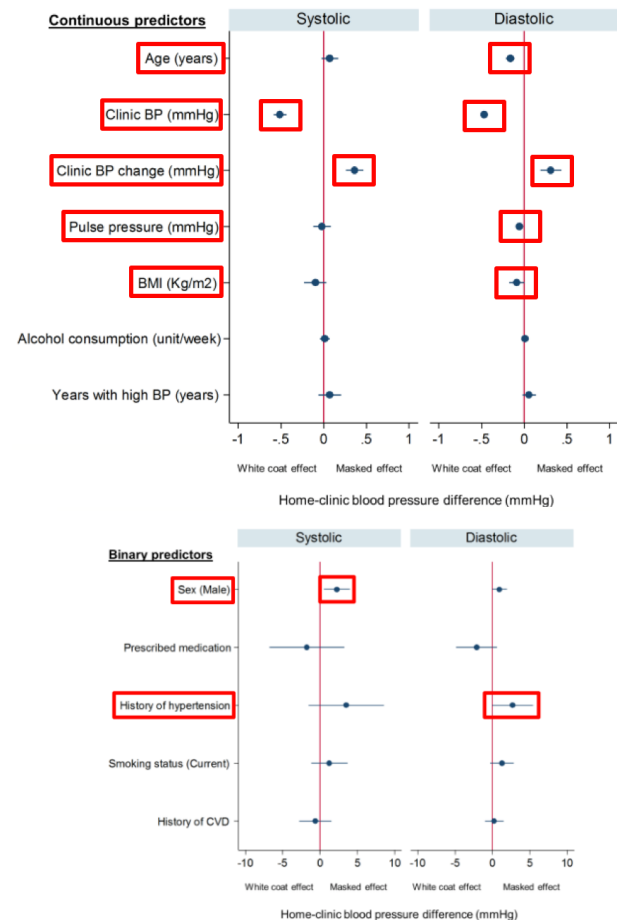 Continuous predictors
Systolic Diastolic
Age (years)
Clinic BP (mmHg)
Clinic BP change (mmHg)
Pulse pressure (mmHg)
BMI (Kg/m2)
Alcohol consumption (unit/week)
Years with high BP (years)
-1 -.5 0 .5 1 -1 -.5 0 .5 1
White coat effect Masked effect White coat effect Masked effect
Home-clinic blood pressure difference (mmHg)
Systolic Diastolic
Binary predictors
Sex (Male)
Prescribed medication
History of hypertension
Smoking status (Current)
History of CVD
-10 -5 0 5 10 -10 -5 0 5 10
White coat effect Masked effect White coat effect Masked effect
Home-clinic blood pressure difference (mmHg)